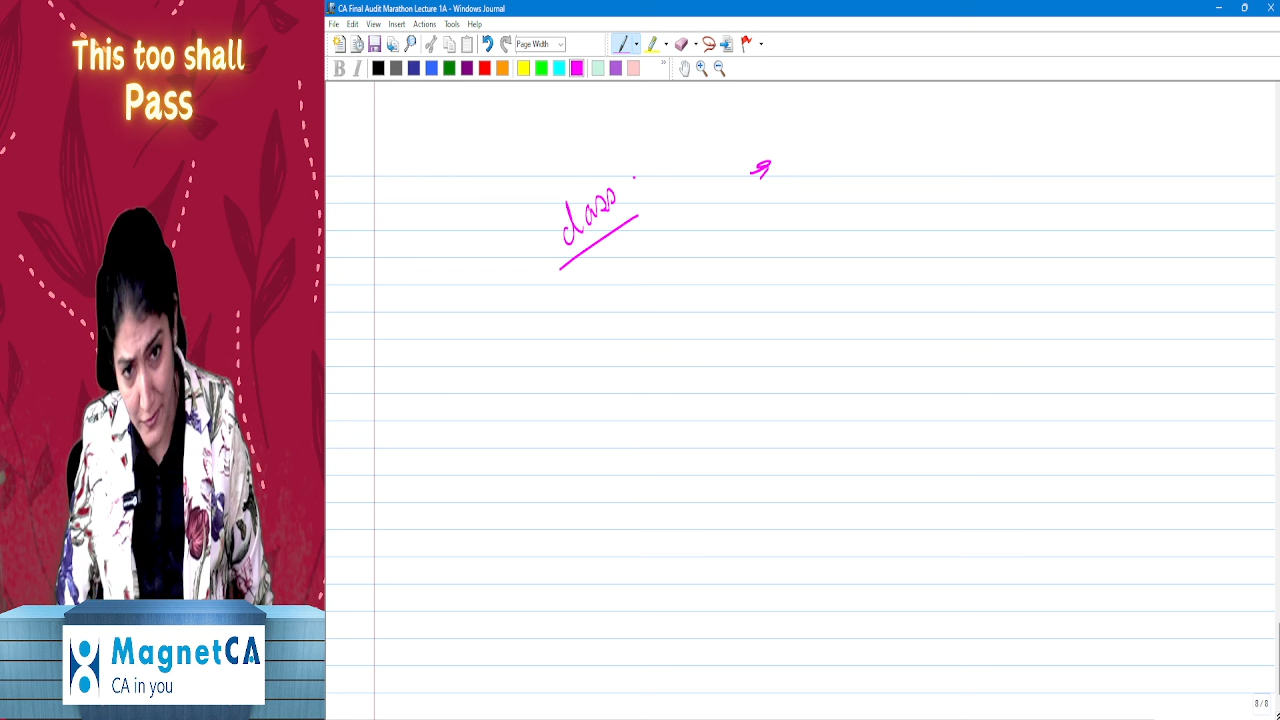 This too shall
Pass
CA Final Audit Marathon Lecture 1A - Windows Journal
File Edit View Insert Actions Tools Help
Page Width
B I
class
MagnetCA
CA in you
8 / 8